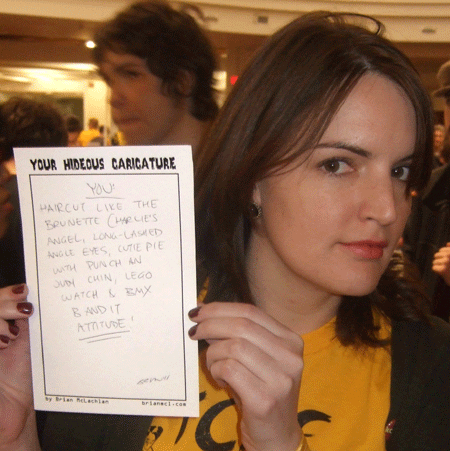 YOUR HIDEOUS CARICATURE
YOU!
HAIRCUT LIKE THE
BRUNETTE CHARLIE'S
ANGEL, LONG-LASHED
ANGLE EYES, CUTIE PIE
WITH PUNCH AN
JUDY CHIN, LEGO
WATCH & BMX
BANDIT
ATTITUDE!
by Brian McLachlan
brianmcl.com